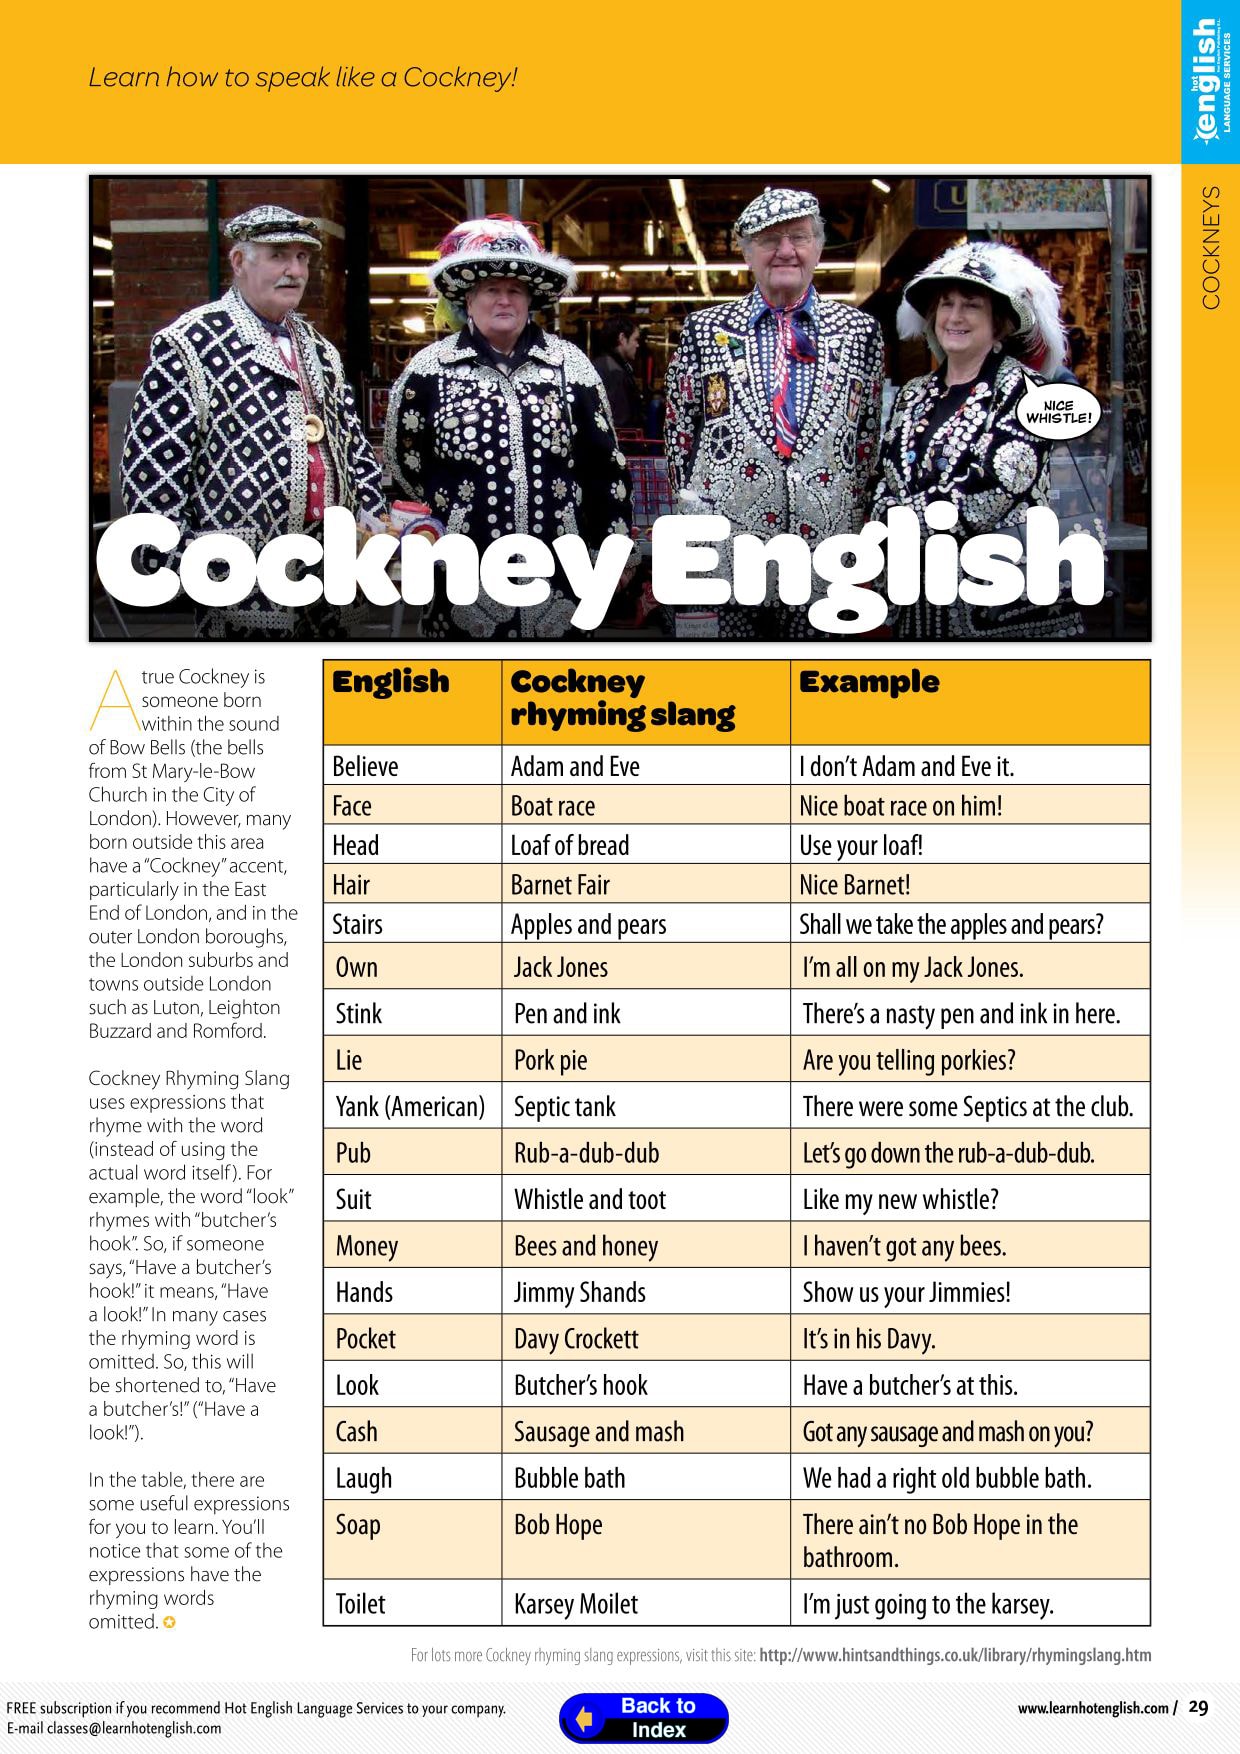 Learn how to speak like a Cockney!
hot
english
LANGUAGE SERVICES
COCKNEYS
U
NICE
WHISTLE!
Cockney English
A true Cockney is
someone born
within the sound
of Bow Bells (the bells
from St Mary-le-Bow
Church in the City of
London). However, many
born outside this area
have a “Cockney” accent,
particularly in the East
End of London, and in the
outer London boroughs,
the London suburbs and
towns outside London
such as Luton, Leighton
Buzzard and Romford.
Cockney Rhyming Slang
uses expressions that
rhyme with the word
(instead of using the
actual word itself). For
example, the word “look”
rhymes with “butcher’s
hook”. So, if someone
says, “Have a butcher’s
hook!” it means, “Have
a look!” In many cases
the rhyming word is
omitted. So, this will
be shortened to, “Have
a butcher’s!” (“Have a
look!”).
In the table, there are
some useful expressions
for you to learn. You’ll
notice that some of the
expressions have the
rhyming words
omitted.
English Cockney rhyming slang Example
Believe Adam and Eve I don’t Adam and Eve it.
Face Boat race Nice boat race on him!
Head Loaf of bread Use your loaf!
Hair Barnet Fair Nice Barnet!
Stairs Apples and pears Shall we take the apples and pears?
Own Jack Jones I’m all on my Jack Jones.
Stink Pen and ink There’s a nasty pen and ink in here.
Lie Pork pie Are you telling porkies?
Yank (American) Septic tank There were some Septics at the club.
Pub Rub-a-dub-dub Let’s go down the rub-a-dub-dub.
Suit Whistle and toot Like my new whistle?
Money Bees and honey I haven’t got any bees.
Hands Jimmy Shands Show us your Jimmies!
Pocket Davy Crockett It’s in his Davy.
Look Butcher’s hook Have a butcher’s at this.
Cash Sausage and mash Got any sausage and mash on you?
Laugh Bubble bath We had a right old bubble bath.
Soap Bob Hope There ain’t no Bob Hope in the
bathroom.
Toilet Karsey Moilet I’m just going to the karsey.
For lots more Cockney rhyming slang expressions, visit this site: http://www.hintsandthings.co.uk/library/rhymingslang.htm
FREE subscription if you recommend Hot English Language Services to your company.
E-mail classes@learnhotenglish.com
Back to
Index
www.learnhotenglish.com / 29